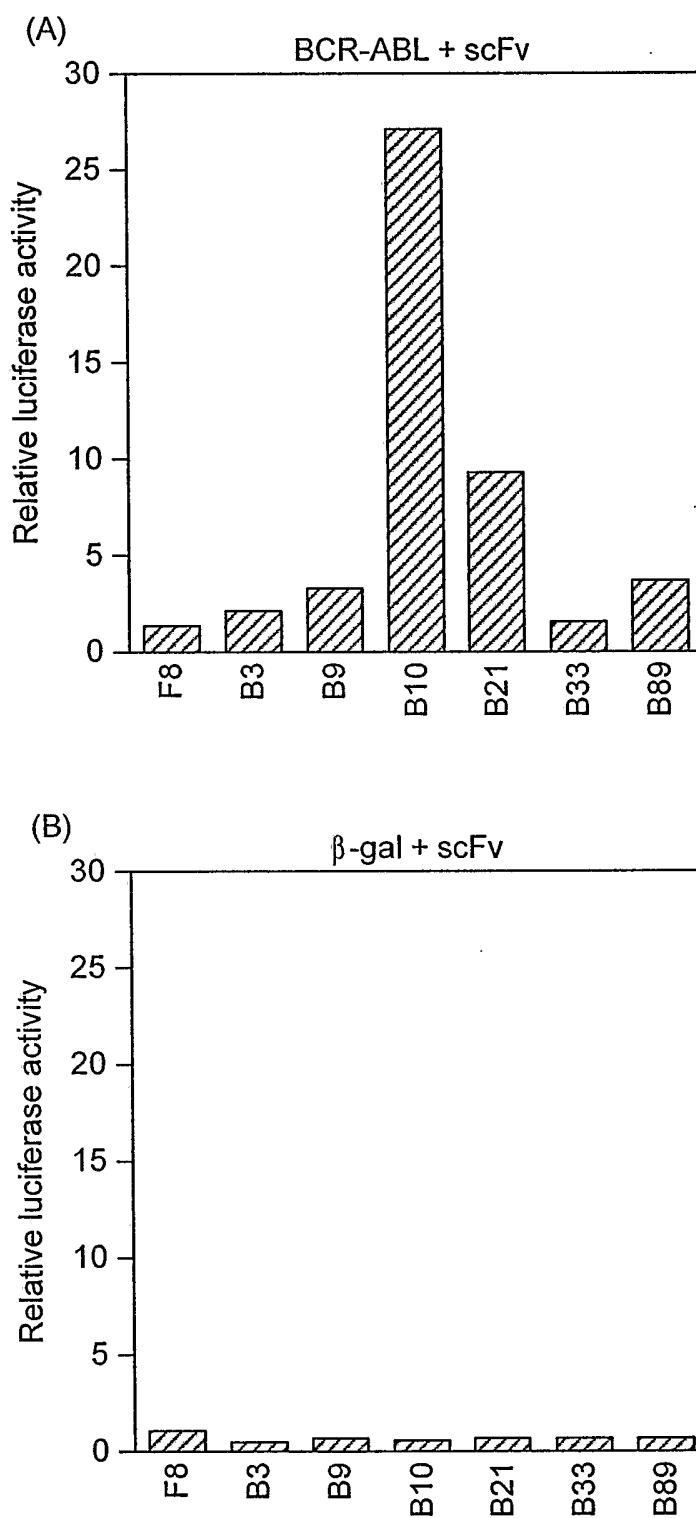 (A)
BCR-ABL + scFv
Relative luciferase activity
30
25
20
15
10
5
0
F8
B3
B9
B10
B21
B33
B89
(B)
β-gal + scFv
Relative luciferase activity
30
25
20
15
10
5
0
F8
B3
B9
B10
B21
B33
B89